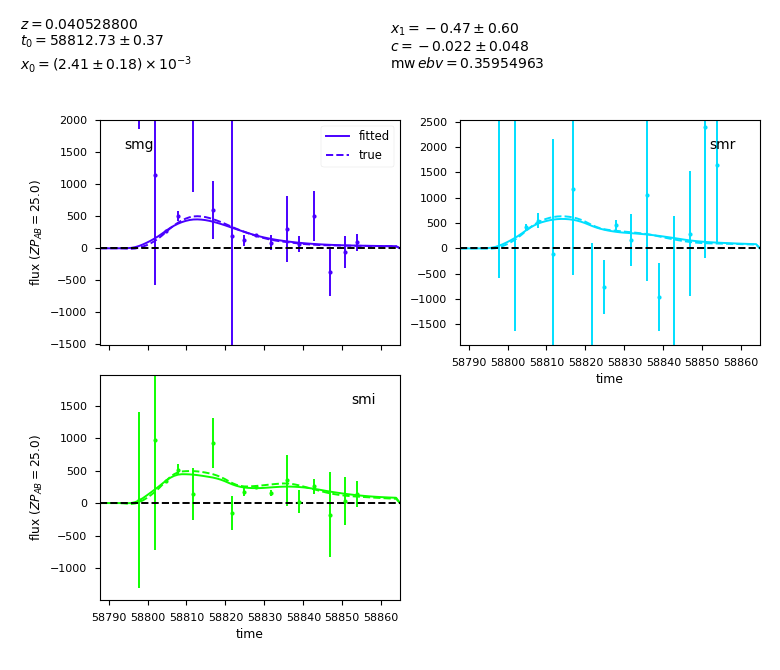 z = 0.040528800
t₀ = 58812.73 ± 0.37
x₀ = (2.41 ± 0.18) × 10⁻³
x₁ = −0.47 ± 0.60
c = −0.022 ± 0.048
mw ebv = 0.35954963
smg
fitted
true
2000
1500
1000
500
0
−500
−1000
−1500
flux (ZP_AB = 25.0)
smr
2500
2000
1500
1000
500
0
−500
−1000
−1500
58790 58800 58810 58820 58830 58840 58850 58860
time
smi
1500
1000
500
0
−500
−1000
flux (ZP_AB = 25.0)
58790 58800 58810 58820 58830 58840 58850 58860
time